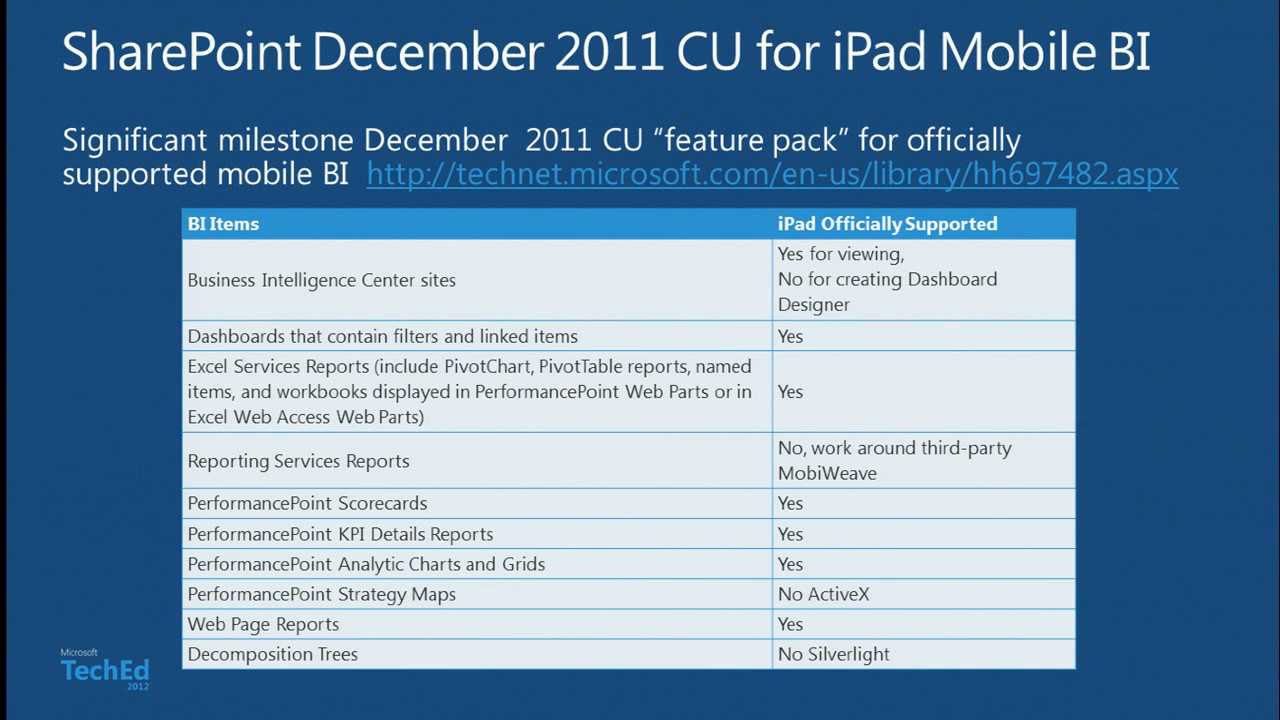 SharePoint December 2011 CU for iPad Mobile BI
Significant milestone December 2011 CU “feature pack” for officially
supported mobile BI http://technet.microsoft.com/en-us/library/hh697482.aspx
BI Items
iPad Officially Supported
Business Intelligence Center sites
Yes for viewing,
No for creating Dashboard
Designer
Dashboards that contain filters and linked items
Yes
Excel Services Reports (include PivotChart, PivotTable reports, named
items, and workbooks displayed in PerformancePoint Web Parts or in
Excel Web Access Web Parts)
Yes
Reporting Services Reports
No, work around third-party
MobiWeave
PerformancePoint Scorecards
Yes
PerformancePoint KPI Details Reports
Yes
PerformancePoint Analytic Charts and Grids
Yes
PerformancePoint Strategy Maps
No ActiveX
Web Page Reports
Yes
Decomposition Trees
No Silverlight
Microsoft
TechEd
2012